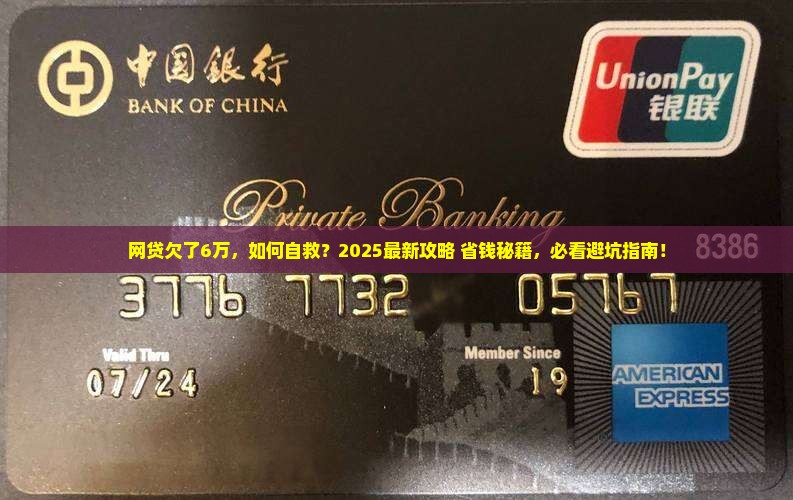 中国银行
BANK OF CHINA
UnionPay
银联
Private Banking
网贷欠了6万，如何自救？2025最新攻略 省钱秘籍，必看避坑指南！
8386
3776 7732 05767
Valid Thru
Member Since
07/24
19
AMERICAN
EXPRESS